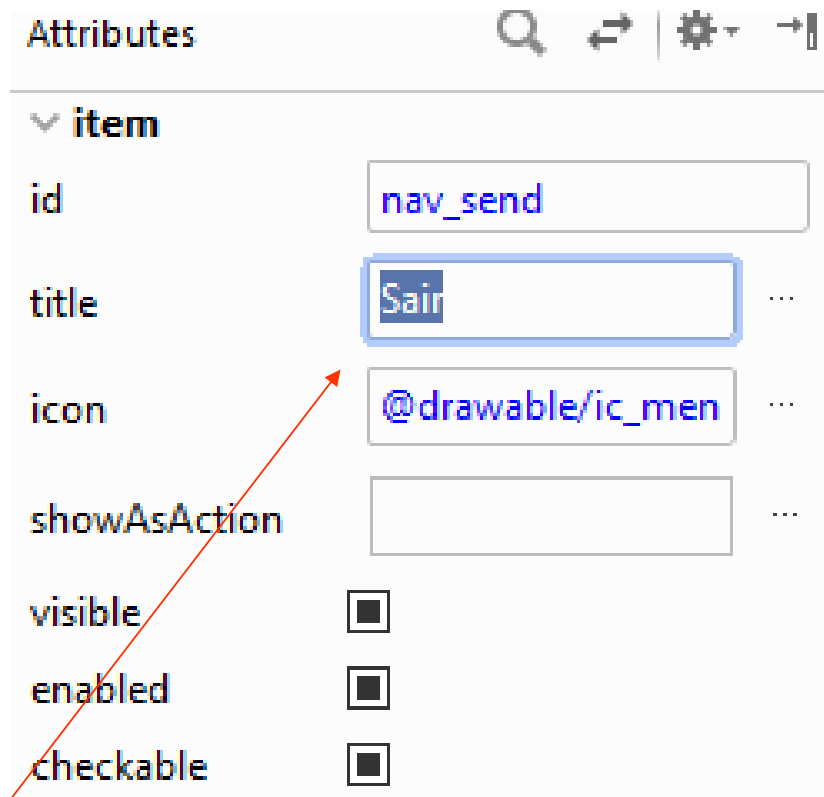 Attributes
item
id nav_send
title Sair ...
icon @drawable/ic_men ...
showAsAction ...
visible
enabled
checkable